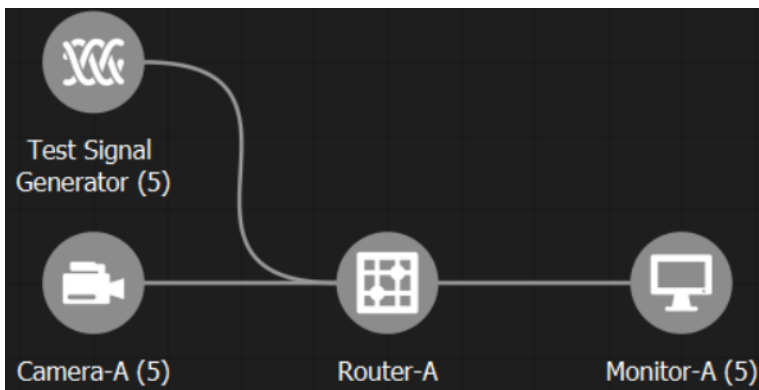 Test Signal
Generator (5)
Camera-A (5)
Router-A
Monitor-A (5)